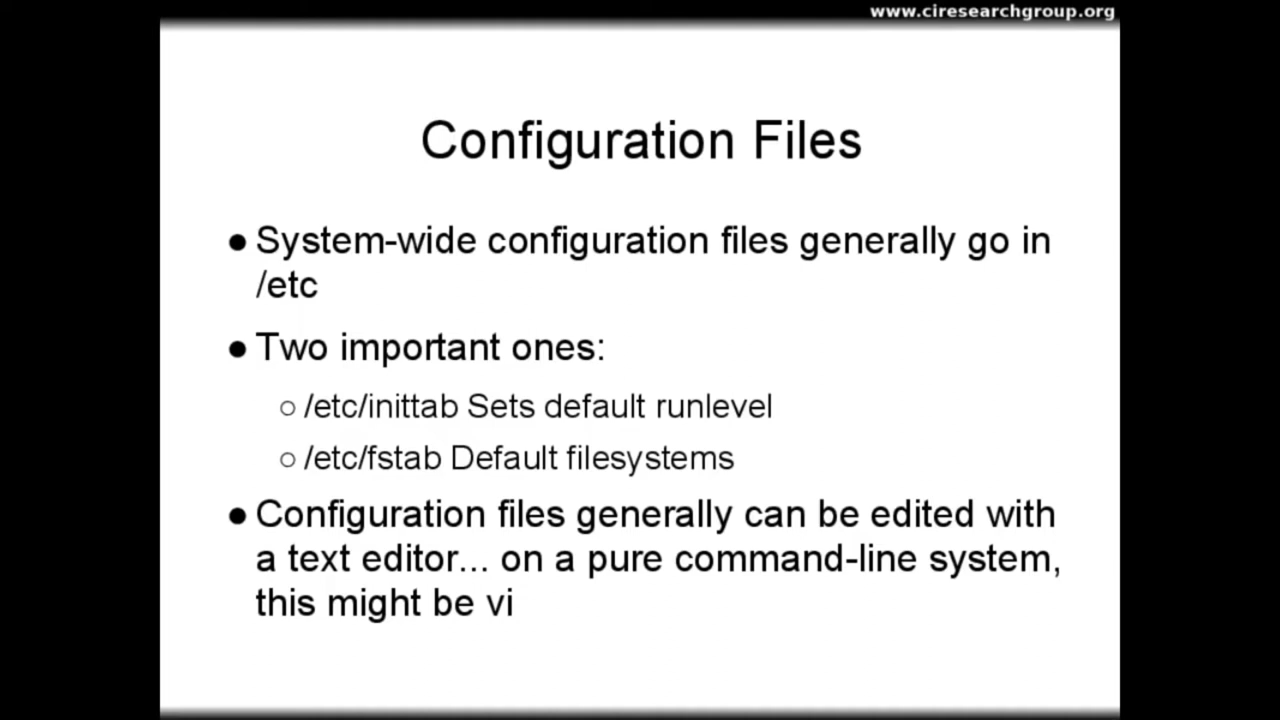 www.ciresearchgroup.org
Configuration Files
● System-wide configuration files generally go in
/etc
● Two important ones:
○ /etc/inittab Sets default runlevel
○ /etc/fstab Default filesystems
● Configuration files generally can be edited with
a text editor... on a pure command-line system,
this might be vi